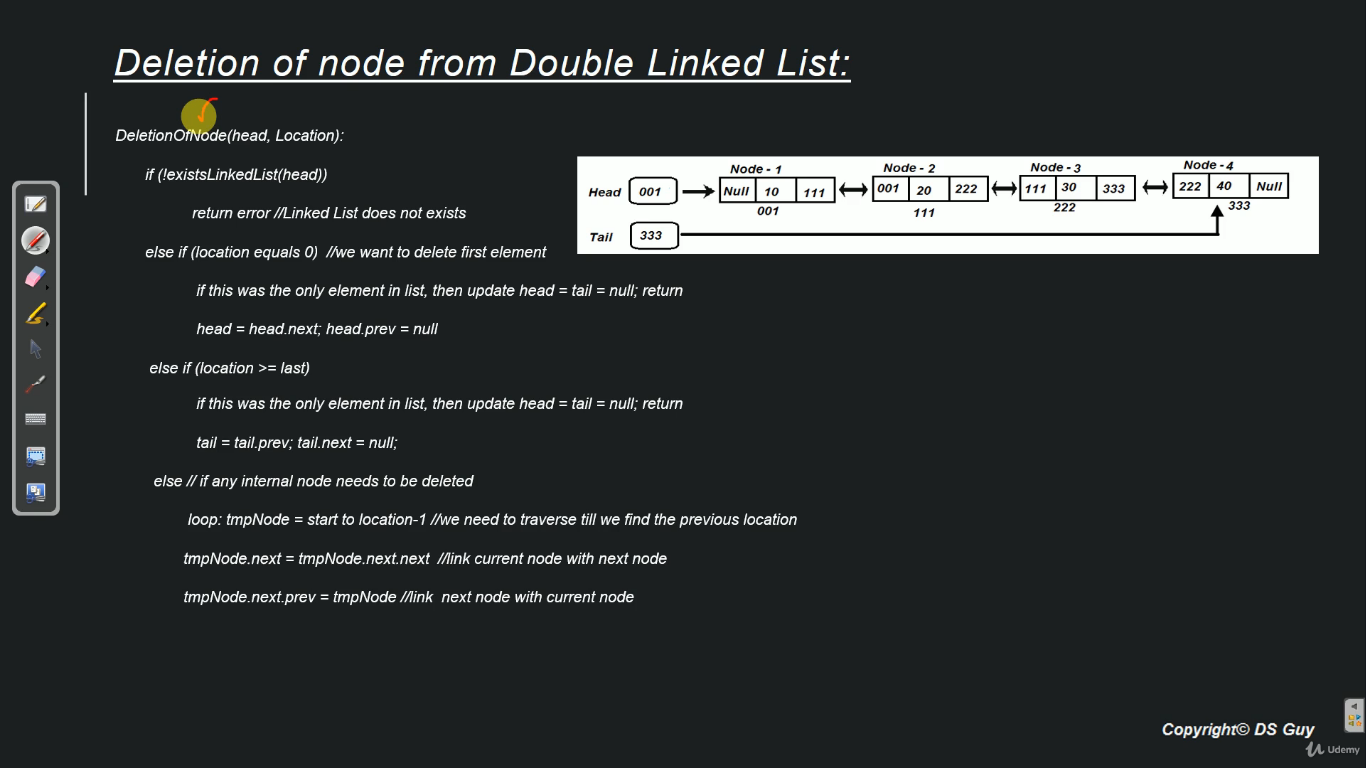 Deletion of node from Double Linked List:
DeletionOfNode(head, Location):
if (!existsLinkedList(head))
return error //Linked List does not exists
else if (location equals 0)  //we want to delete first element
if this was the only element in list, then update head = tail = null; return
head = head.next; head.prev = null
else if (location >= last)
if this was the only element in list, then update head = tail = null; return
tail = tail.prev; tail.next = null;
else // if any internal node needs to be deleted
loop: tmpNode = start to location-1 //we need to traverse till we find the previous location
tmpNode.next = tmpNode.next.next  //link current node with next node
tmpNode.next.prev = tmpNode //link  next node with current node
Node - 1 Node - 2 Node - 3 Node - 4
Head 001 Null 10 111 001 20 222 111 30 333 222 40 Null
001 111 222 333
Tail 333
Copyright© DS Guy
Udemy